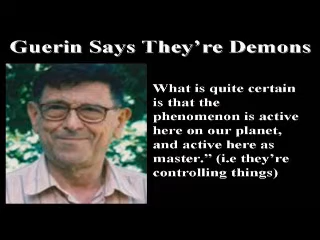 Guerin Says They're Demons
What is quite certain
is that the
phenomenon is active
here on our planet,
and active here as
master.” (i.e they’re
controlling things)